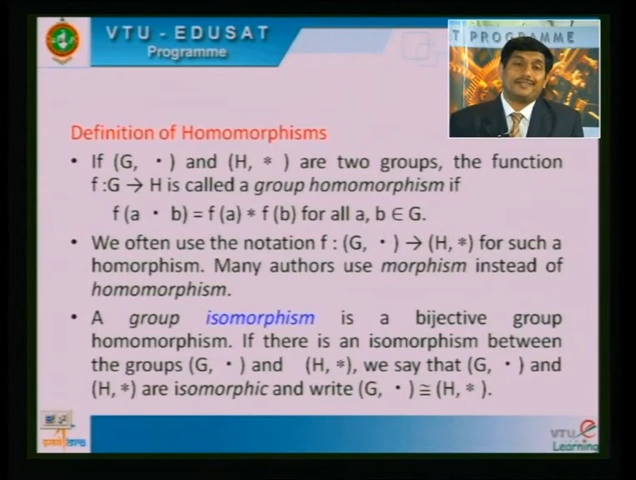 VTU - EDUSAT
Programme
T PROGRAMME
Definition of Homomorphisms
• If (G, · ) and (H, * ) are two groups, the function
f :G → H is called a group homomorphism if
f (a · b) = f (a) * f (b) for all a, b ∈ G.
• We often use the notation f : (G, · ) → (H, *) for such a
homorphism. Many authors use morphism instead of
homomorphism.
• A group isomorphism is a bijective group
homomorphism. If there is an isomorphism between
the groups (G, · ) and (H, *), we say that (G, · ) and
(H, *) are isomorphic and write (G, · ) ≅ (H, * ).
VTU e
Learning